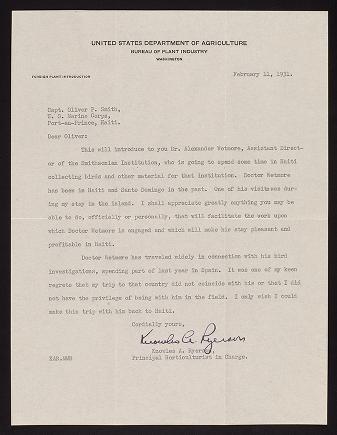 UNITED STATES DEPARTMENT OF AGRICULTURE
BUREAU OF PLANT INDUSTRY
WASHINGTON
FOREIGN PLANT INTRODUCTION
February 11, 1931.
Capt. Oliver P. Smith,
U. S. Marine Corps,
Port-au-Prince, Haiti.
Dear Oliver:
This will introduce to you Dr. Alexander Wetmore, Assistant Direct-
or of the Smithsonian Institution, who is going to spend some time in Haiti
collecting birds and other material for that institution. Doctor Wetmore
has been in Haiti and Santo Domingo in the past. One of his visits was dur-
ing my stay in the island. I shall appreciate greatly anything you may be
able to do, officially or personally, that will facilitate the work upon
which Doctor Wetmore is engaged and which will make his stay pleasant and
profitable in Haiti.
Doctor Wetmore has traveled widely in connection with his bird
investigations, spending part of last year in Spain. It was one of my keen
regrets that my trip to that country did not coincide with his or that I did
not have the privilege of being with him in the field. I only wish I could
make this trip with him back to Haiti.
Cordially yours,
Knowles A. Ryerson
Knowles A. Ryerson,
KAR.MWB Principal Horticulturist in Charge.